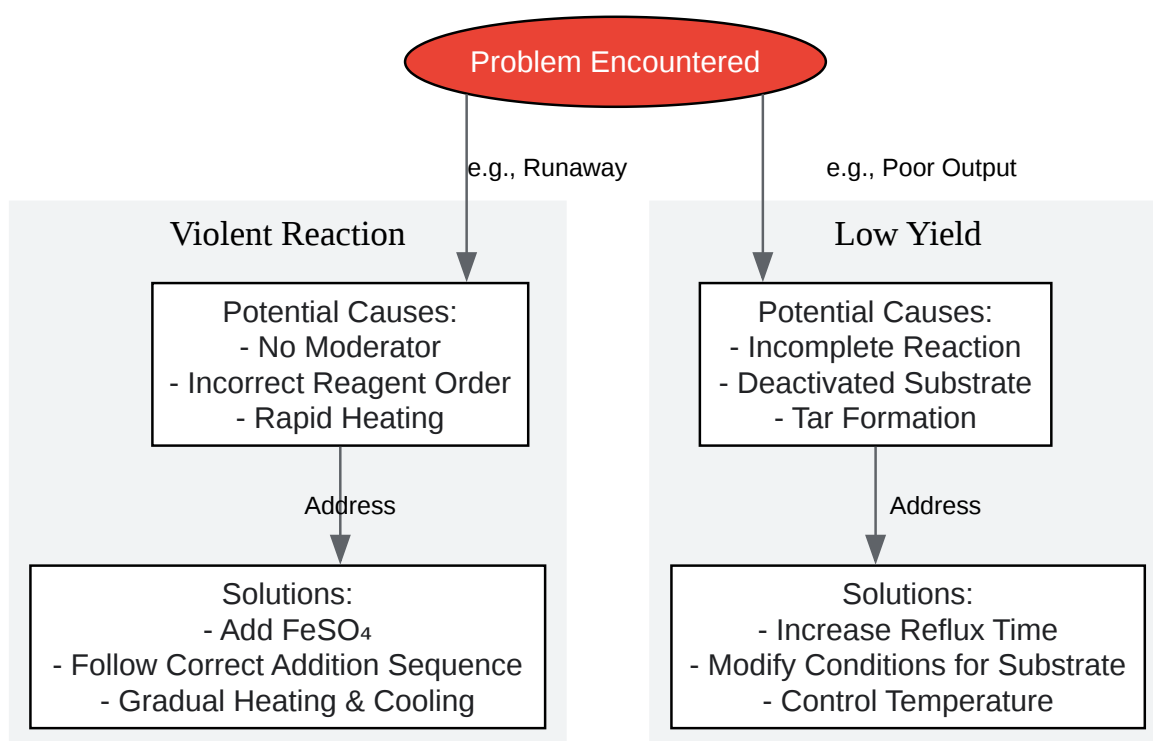 Problem Encountered
e.g., Runaway
e.g., Poor Output
Violent Reaction
Potential Causes:
- No Moderator
- Incorrect Reagent Order
- Rapid Heating
Address
Solutions:
- Add FeSO₄
- Follow Correct Addition Sequence
- Gradual Heating & Cooling
Low Yield
Potential Causes:
- Incomplete Reaction
- Deactivated Substrate
- Tar Formation
Address
Solutions:
- Increase Reflux Time
- Modify Conditions for Substrate
- Control Temperature